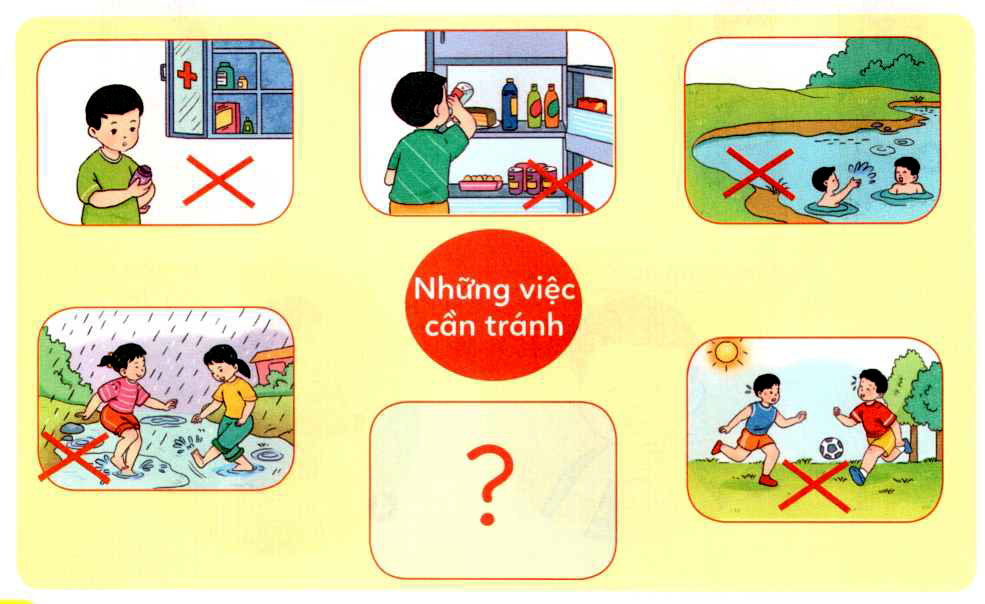 Những việc
cần tránh
?